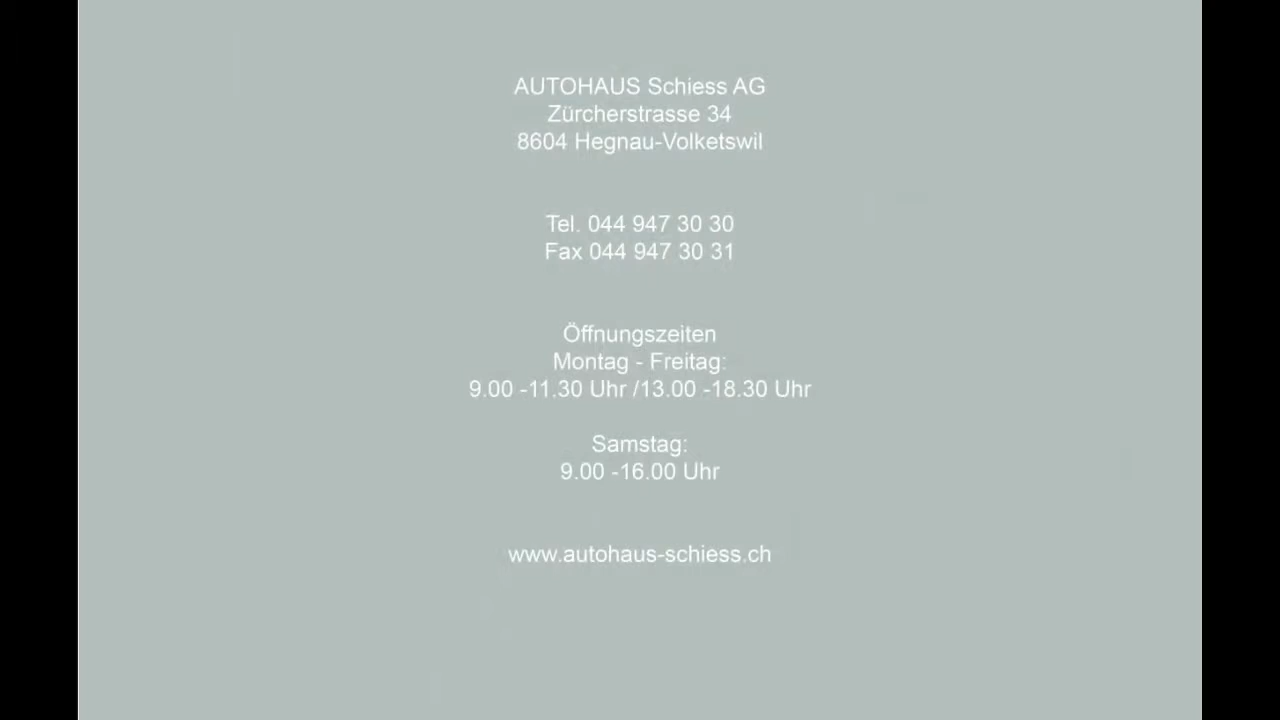 AUTOHAUS Schiess AG
Zürcherstrasse 34
8604 Hegnau-Volketswil
Tel. 044 947 30 30
Fax 044 947 30 31
Öffnungszeiten
Montag - Freitag:
9.00 -11.30 Uhr /13.00 -18.30 Uhr
Samstag:
9.00 -16.00 Uhr
www.autohaus-schiess.ch